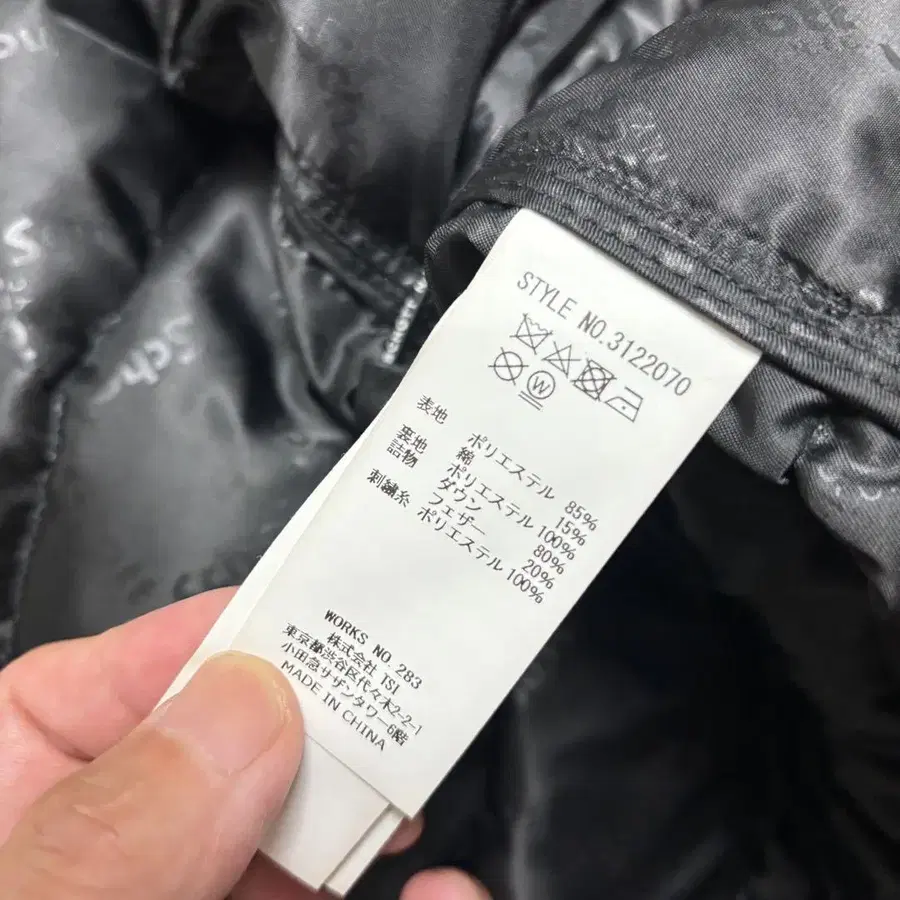 STYLE NO.3122070
W
表地 ポリエステル 85%
綿 15%
裏地 ポリエステル 100%
詰物 ダウン 80%
フェザー 20%
刺繍糸 ポリエステル 100%
WORKS NO. 283
株式会社 TSI
東京都渋谷区代々木2-2-1
小田急サザンタワー6階
MADE IN CHINA
Scho